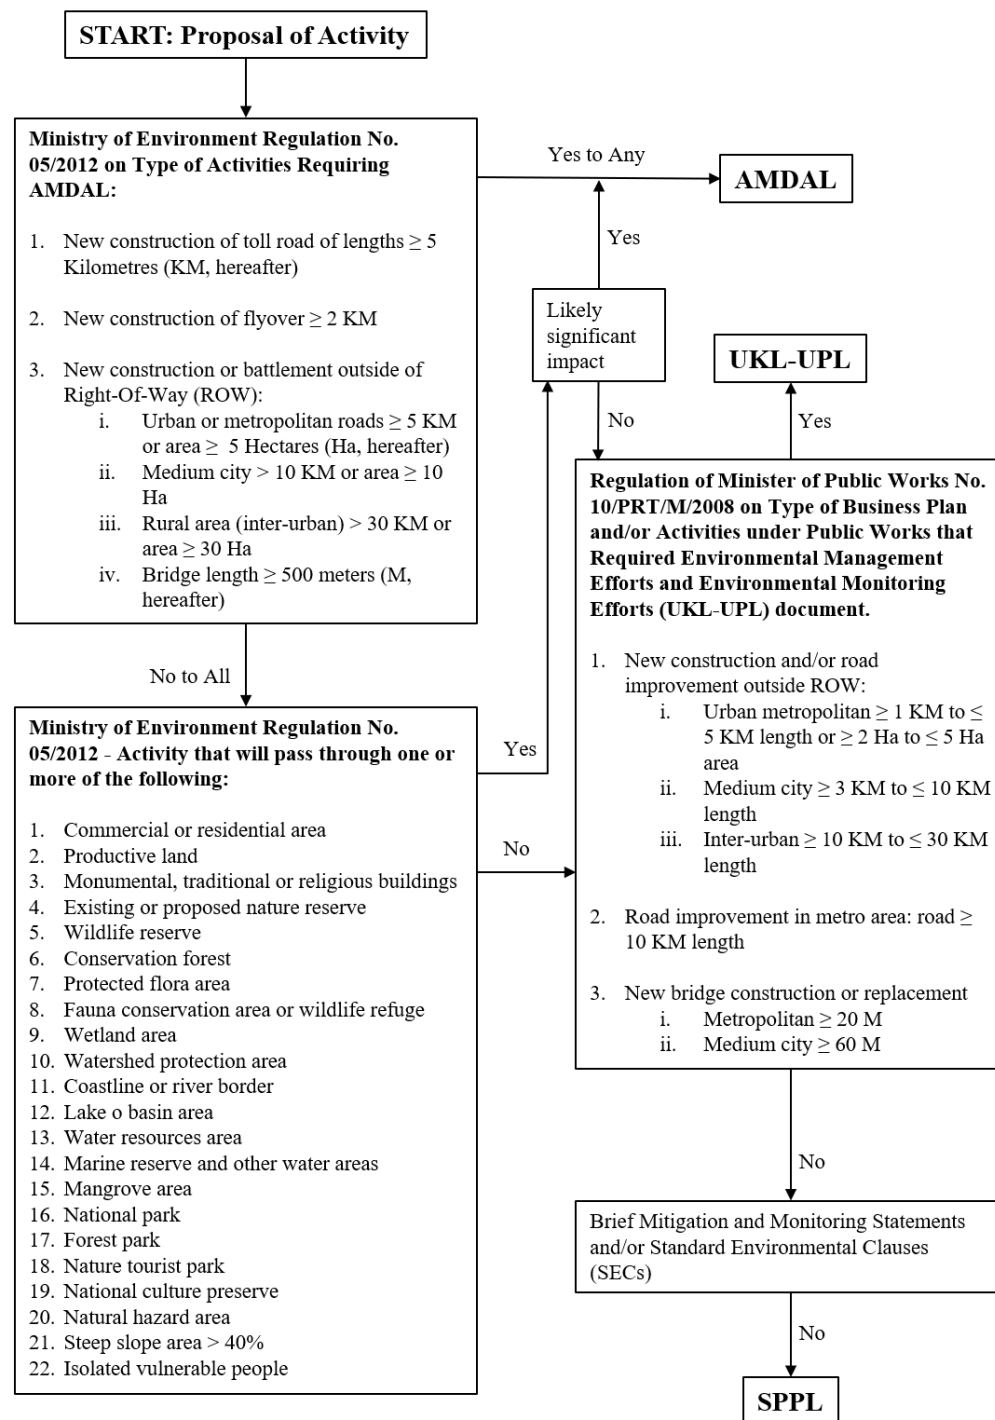 START: Proposal of Activity
Ministry of Environment Regulation No.
05/2012 on Type of Activities Requiring
AMDAL:
1. New construction of toll road of lengths ≥ 5
Kilometres (KM, hereafter)
2. New construction of flyover ≥ 2 KM
3. New construction or battlement outside of
Right-Of-Way (ROW):
i. Urban or metropolitan roads ≥ 5 KM
or area ≥ 5 Hectares (Ha, hereafter)
ii. Medium city > 10 KM or area ≥ 10
Ha
iii. Rural area (inter-urban) > 30 KM or
area ≥ 30 Ha
iv. Bridge length ≥ 500 meters (M,
hereafter)
Yes to Any
AMDAL
Yes
Likely
significant
impact
No
UKL-UPL
Yes
No to All
Ministry of Environment Regulation No.
05/2012 - Activity that will pass through one or
more of the following:
1. Commercial or residential area
2. Productive land
3. Monumental, traditional or religious buildings
4. Existing or proposed nature reserve
5. Wildlife reserve
6. Conservation forest
7. Protected flora area
8. Fauna conservation area or wildlife refuge
9. Wetland area
10. Watershed protection area
11. Coastline or river border
12. Lake o basin area
13. Water resources area
14. Marine reserve and other water areas
15. Mangrove area
16. National park
17. Forest park
18. Nature tourist park
19. National culture preserve
20. Natural hazard area
21. Steep slope area > 40%
22. Isolated vulnerable people
Yes
No
Regulation of Minister of Public Works No.
10/PRT/M/2008 on Type of Business Plan
and/or Activities under Public Works that
Required Environmental Management
Efforts and Environmental Monitoring
Efforts (UKL-UPL) document.
1. New construction and/or road
improvement outside ROW:
i. Urban metropolitan ≥ 1 KM to ≤
5 KM length or ≥ 2 Ha to ≤ 5 Ha
area
ii. Medium city ≥ 3 KM to ≤ 10 KM
length
iii. Inter-urban ≥ 10 KM to ≤ 30 KM
length
2. Road improvement in metro area: road ≥
10 KM length
3. New bridge construction or replacement
i. Metropolitan ≥ 20 M
ii. Medium city ≥ 60 M
No
Brief Mitigation and Monitoring Statements
and/or Standard Environmental Clauses
(SECs)
No
SPPL